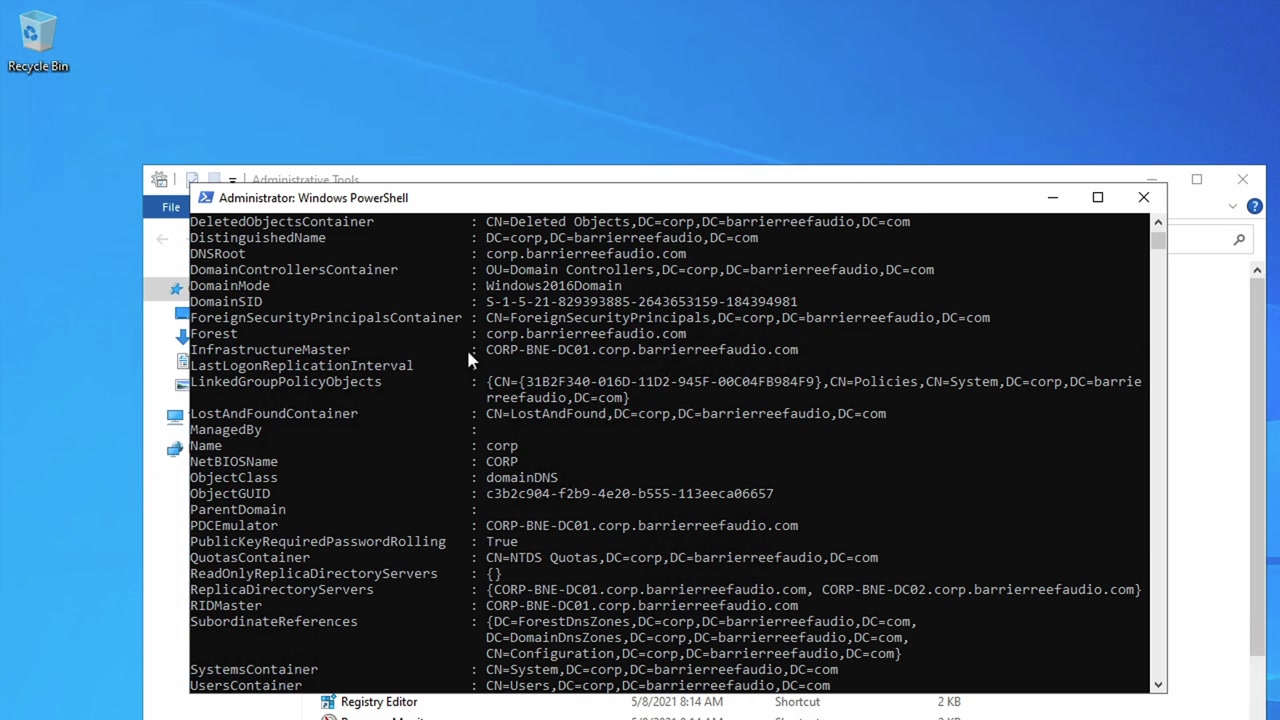 Recycle Bin
Administrative Tools
File
Administrator: Windows PowerShell
DeletedObjectsContainer : CN=Deleted Objects,DC=corp,DC=barrierreefaudio,DC=com
DistinguishedName : DC=corp,DC=barrierreefaudio,DC=com
DNSRoot : corp.barrierreefaudio.com
DomainControllersContainer : OU=Domain Controllers,DC=corp,DC=barrierreefaudio,DC=com
DomainMode : Windows2016Domain
DomainSID : S-1-5-21-829393885-2643653159-184394981
ForeignSecurityPrincipalsContainer : CN=ForeignSecurityPrincipals,DC=corp,DC=barrierreefaudio,DC=com
Forest : corp.barrierreefaudio.com
InfrastructureMaster : CORP-BNE-DC01.corp.barrierreefaudio.com
LastLogonReplicationInterval
LinkedGroupPolicyObjects : {CN={31B2F340-016D-11D2-945F-00C04FB984F9},CN=Policies,CN=System,DC=corp,DC=barrie
rreefaudio,DC=com}
LostAndFoundContainer : CN=LostAndFound,DC=corp,DC=barrierreefaudio,DC=com
ManagedBy :
Name : corp
NetBIOSName : CORP
ObjectClass : domainDNS
ObjectGUID : c3b2c904-f2b9-4e20-b555-113eeca06657
ParentDomain :
PDCEmulator : CORP-BNE-DC01.corp.barrierreefaudio.com
PublicKeyRequiredPasswordRolling : True
QuotasContainer : CN=NTDS Quotas,DC=corp,DC=barrierreefaudio,DC=com
ReadOnlyReplicaDirectoryServers : {}
ReplicaDirectoryServers : {CORP-BNE-DC01.corp.barrierreefaudio.com, CORP-BNE-DC02.corp.barrierreefaudio.com}
RIDMaster : CORP-BNE-DC01.corp.barrierreefaudio.com
SubordinateReferences : {DC=ForestDnsZones,DC=corp,DC=barrierreefaudio,DC=com,
DC=DomainDnsZones,DC=corp,DC=barrierreefaudio,DC=com,
CN=Configuration,DC=corp,DC=barrierreefaudio,DC=com}
SystemsContainer : CN=System,DC=corp,DC=barrierreefaudio,DC=com
UsersContainer : CN=Users,DC=corp,DC=barrierreefaudio,DC=com
Registry Editor 5/8/2021 8:14 AM Shortcut 2 KB